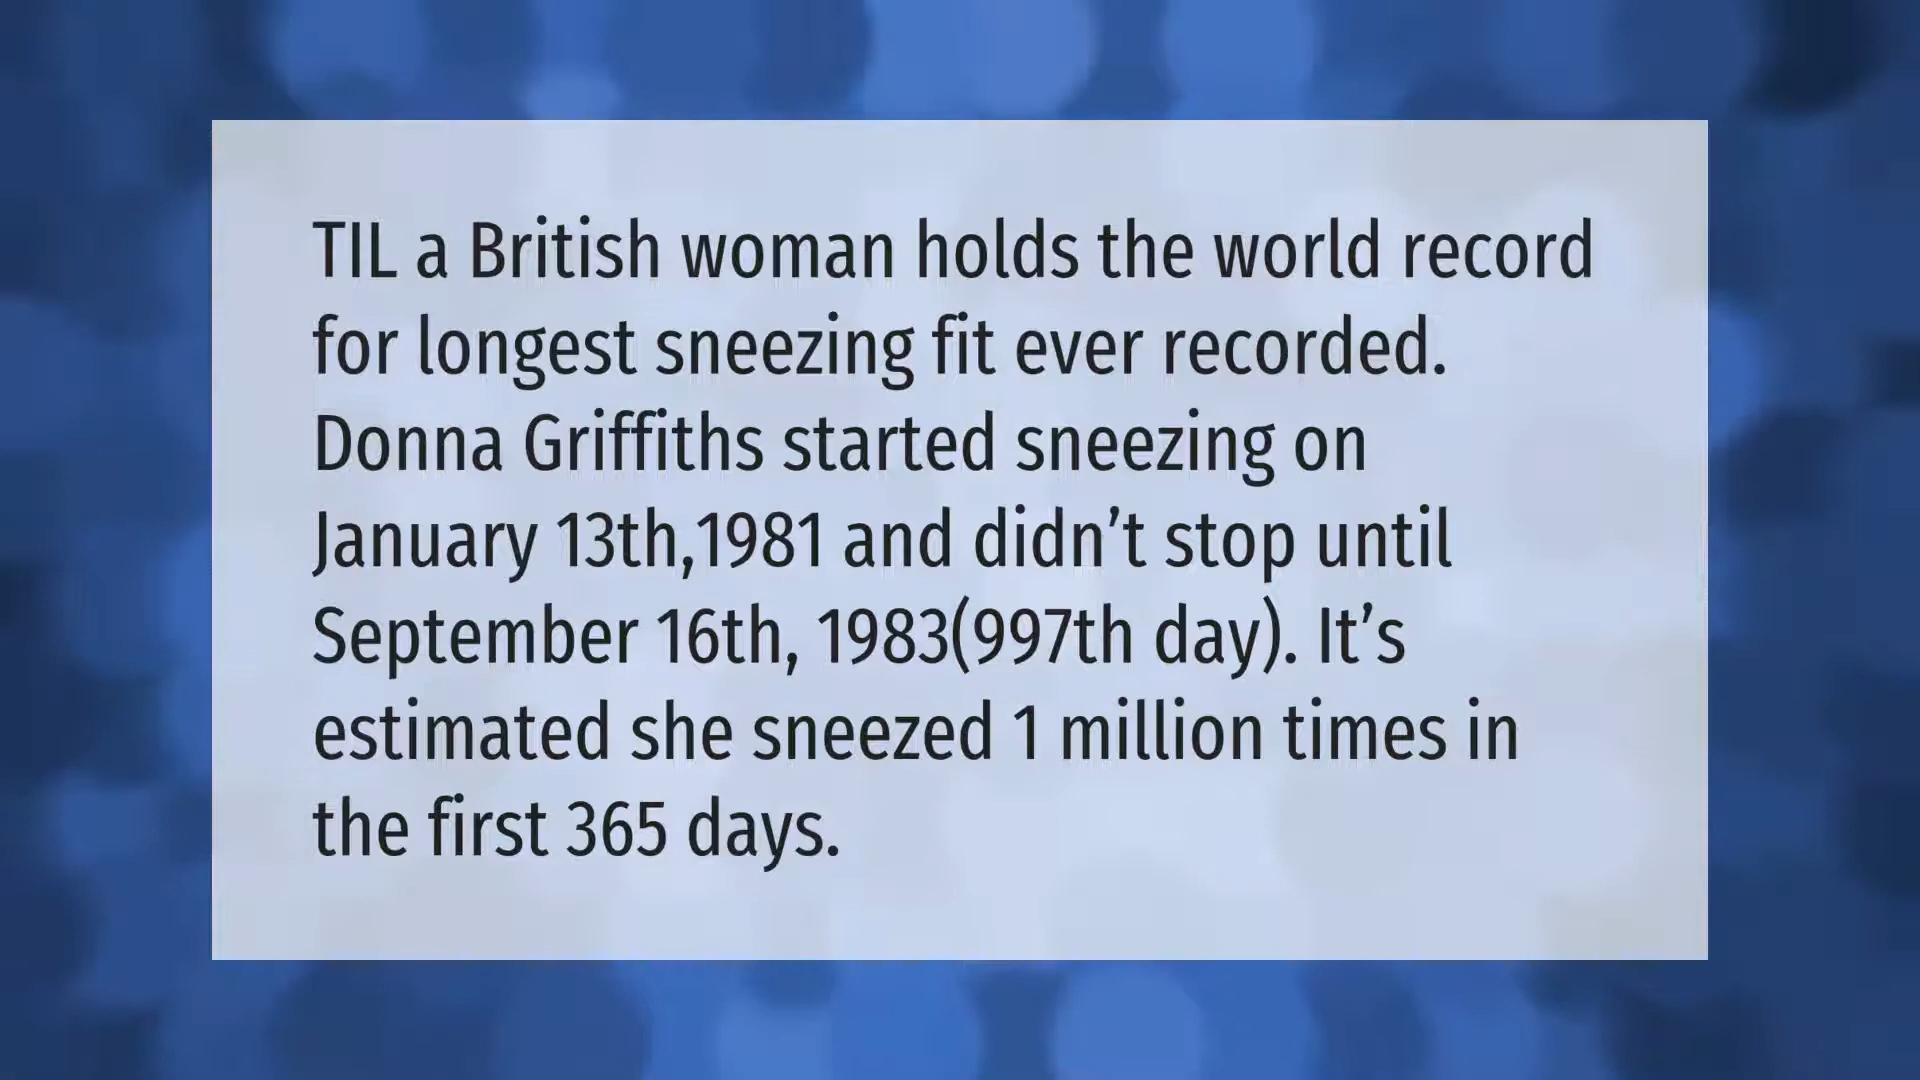 TIL a British woman holds the world record
for longest sneezing fit ever recorded.
Donna Griffiths started sneezing on
January 13th,1981 and didn’t stop until
September 16th, 1983(997th day). It’s
estimated she sneezed 1 million times in
the first 365 days.